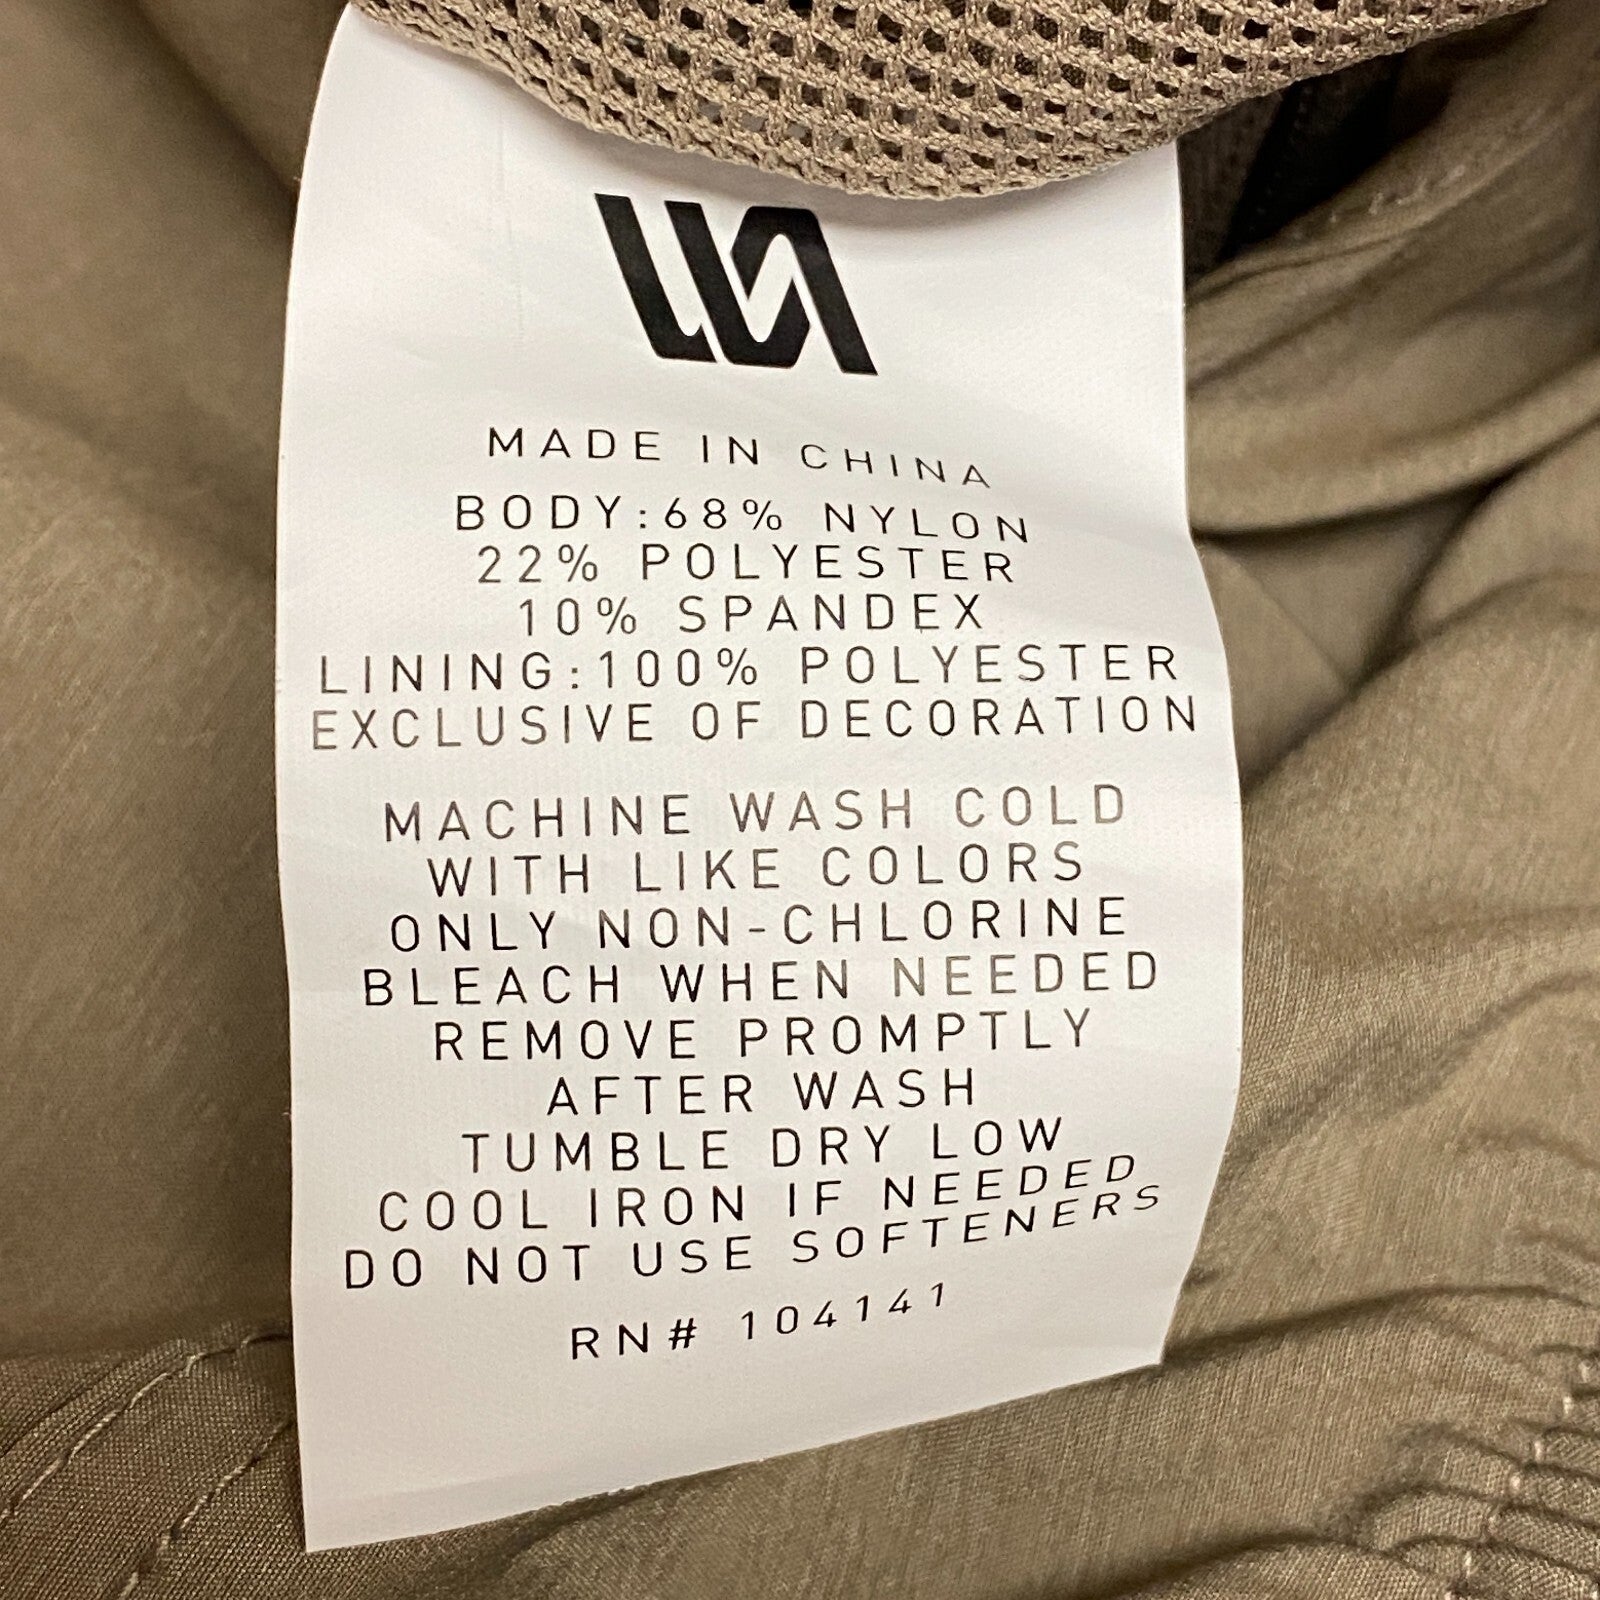 MADE IN CHINA
BODY:68% NYLON
22% POLYESTER
10% SPANDEX
LINING:100% POLYESTER
EXCLUSIVE OF DECORATION
MACHINE WASH COLD
WITH LIKE COLORS
ONLY NON-CHLORINE
BLEACH WHEN NEEDED
REMOVE PROMPTLY
AFTER WASH
TUMBLE DRY LOW
COOL IRON IF NEEDED
DO NOT USE SOFTENERS
RN# 104141